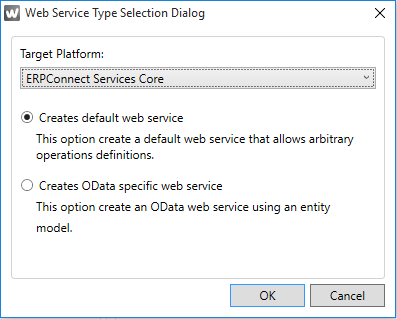 Web Service Type Selection Dialog
Target Platform:
ERPConnect Services Core
Creates default web service
This option create a default web service that allows arbitrary
operations definitions.
Creates OData specific web service
This option create an OData web service using an entity
model.
OK
Cancel